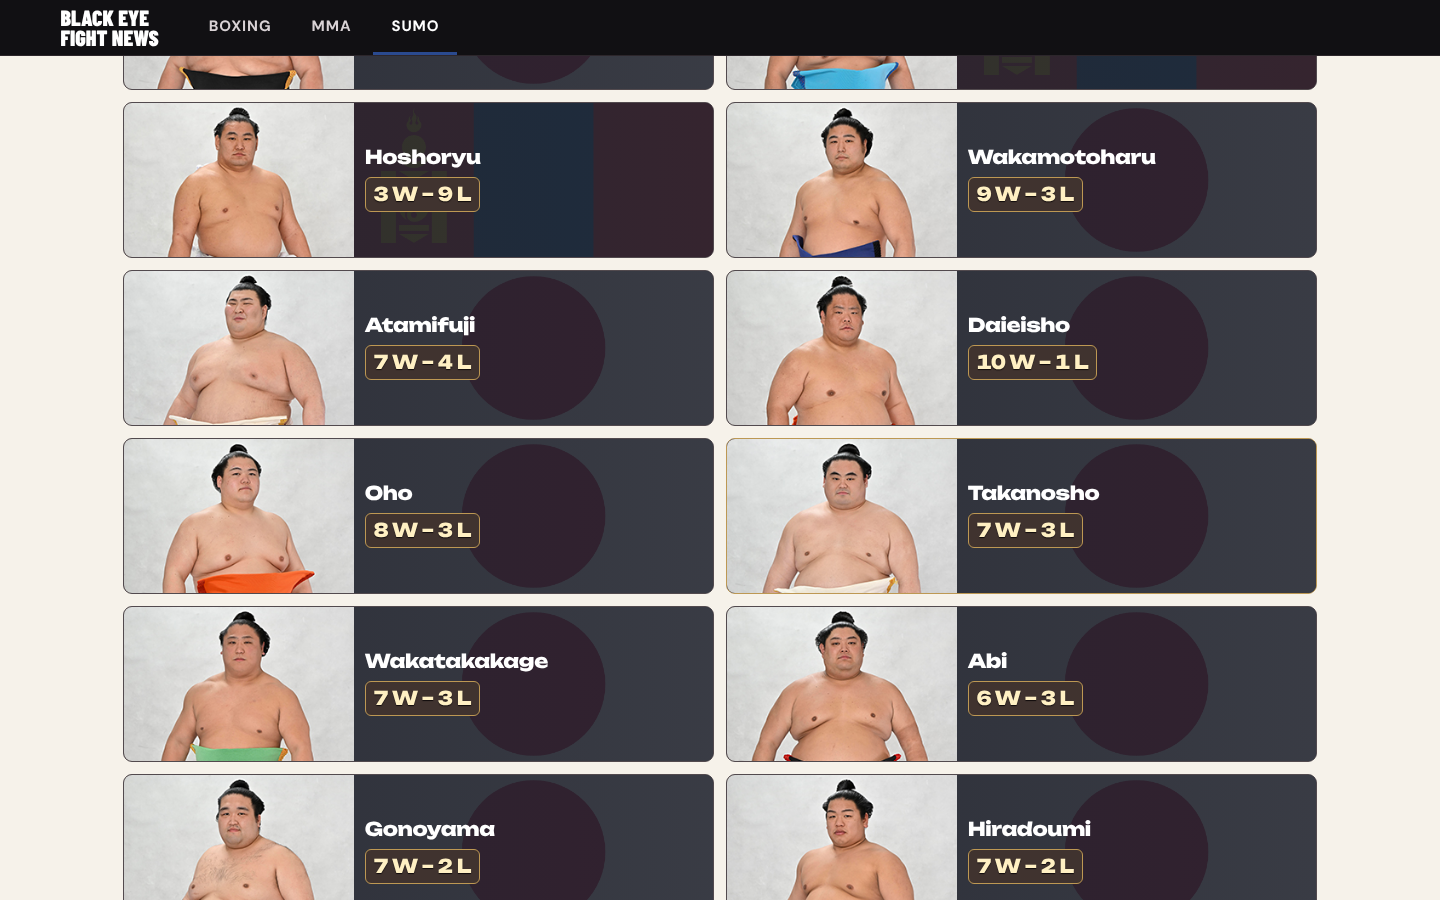 BLACK EYE
FIGHT NEWS
BOXING
MMA
SUMO
Hoshoryu
3W-9L
Wakamotoharu
9W-3L
Atamifuji
7W-4L
Daieisho
10W-1L
Oho
8W-3L
Takanosho
7W-3L
Wakatakakage
7W-3L
Abi
6W-3L
Gonoyama
7W-2L
Hiradoumi
7W-2L